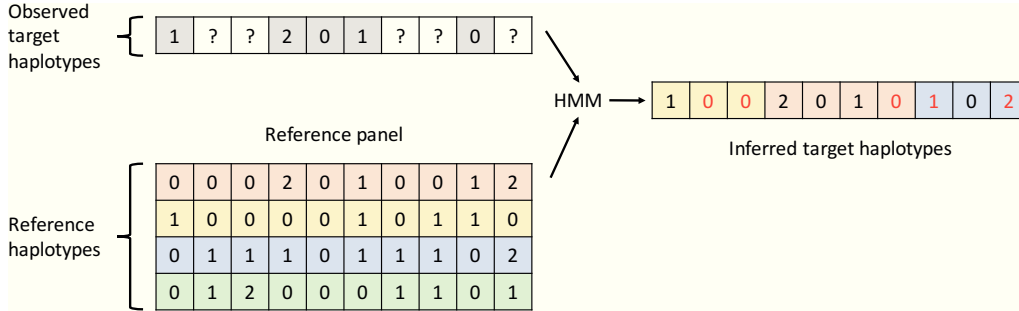 Observed
target
haplotypes
1 ? ? 2 0 1 ? ? 0 ?
HMM
1 0 0 2 0 1 0 1 0 2
Inferred target haplotypes
Reference panel
Reference
haplotypes
0 0 0 2 0 1 0 0 1 2
1 0 0 0 0 1 0 1 1 0
0 1 1 1 0 1 1 1 0 2
0 1 2 0 0 0 1 1 0 1